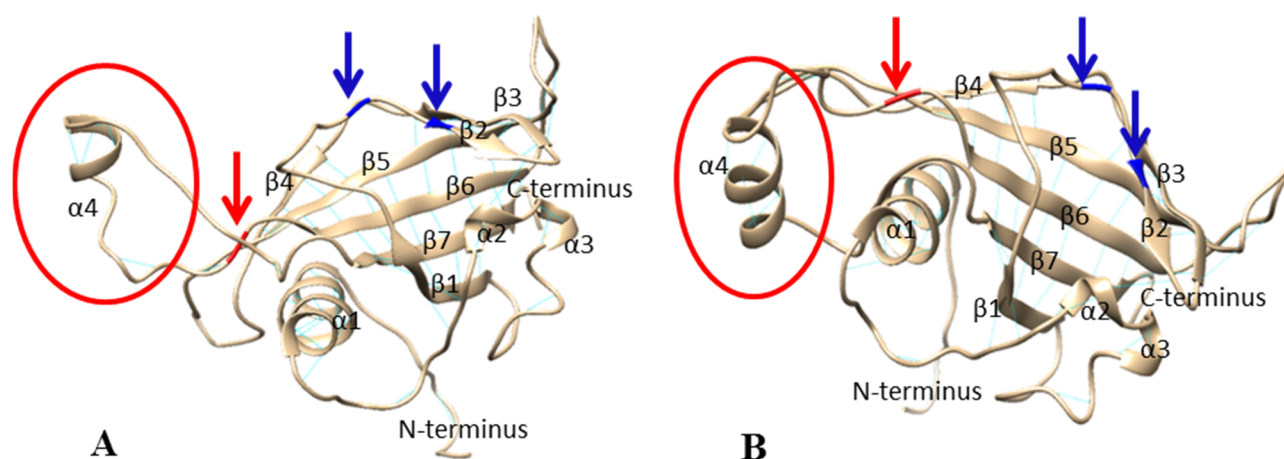 β3
β2
β5
β4
β6
C-terminus
α4
β7
α2
α3
β1
α1
N-terminus
A
β4
α4
β5
β3
α1
β6
β2
β7
C-terminus
β1
α2
α3
N-terminus
B